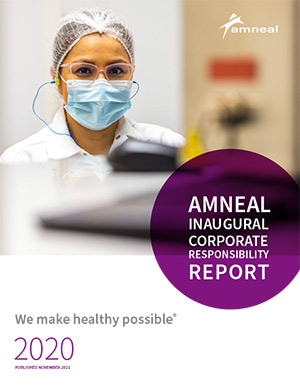 amneal
AMNEAL
INAUGURAL
CORPORATE
RESPONSIBILITY
REPORT
We make healthy possible®
2020
PUBLISHED NOVEMBER 2021